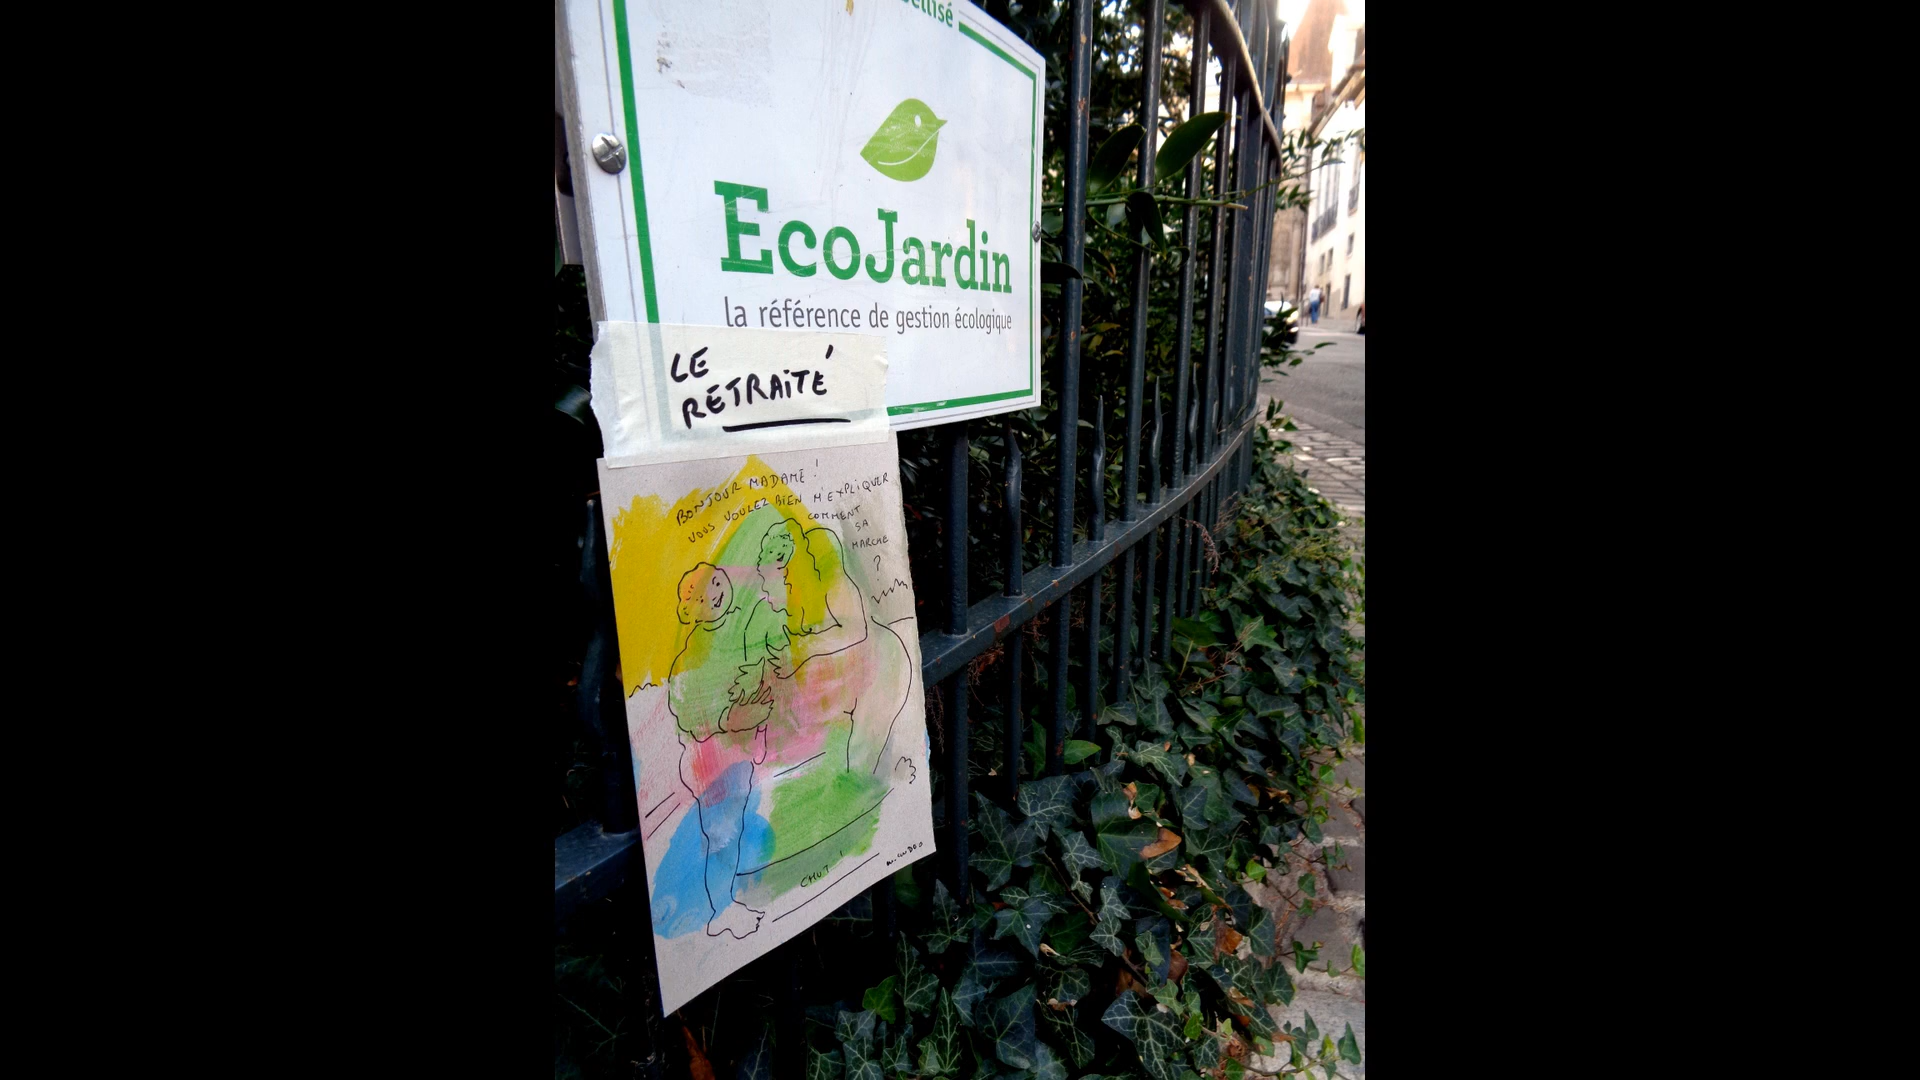 EcoJardin
la référence de gestion écologique
LE
RETRAITÉ
BONJOUR MADAME !
VOUS VOULEZ BIEN M'EXPLIQUER
COMMENT
SA
MARCHE
?
CHUT !